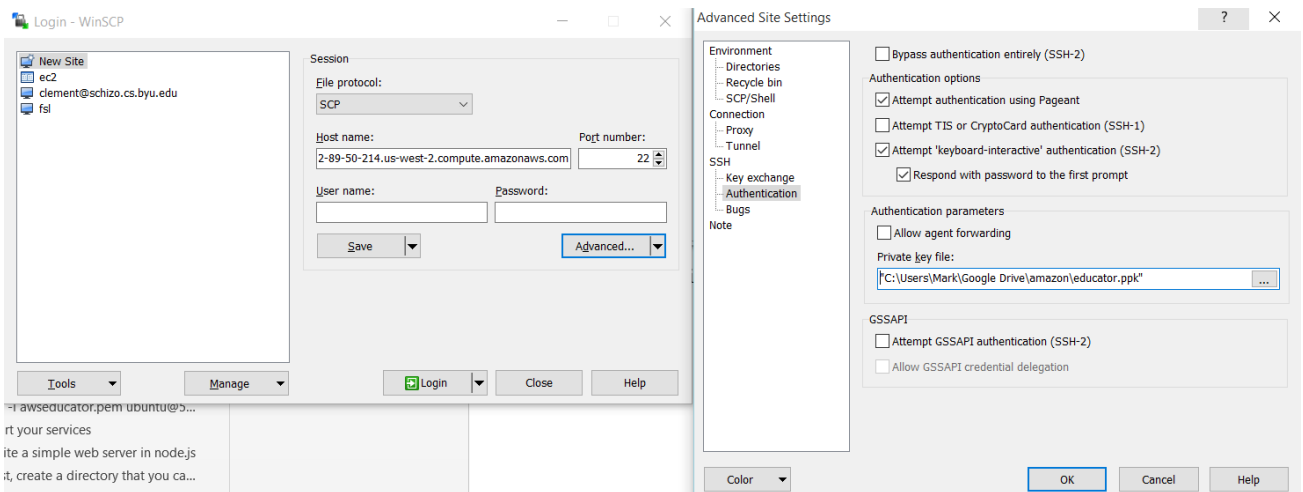 Login - WinSCP
New Site
ec2
clement@schizo.cs.byu.edu
fsl
Session
File protocol:
SCP
Host name:
Port number:
2-89-50-214.us-west-2.compute.amazonaws.com
22
User name:
Password:
Save
Advanced...
Tools
Manage
Login
Close
Help
-i awseducator.pem ubuntu@5...
rt your services
ite a simple web server in node.js
st, create a directory that you ca...
Advanced Site Settings
?
Environment
Directories
Recycle bin
SCP/Shell
Connection
Proxy
Tunnel
SSH
Key exchange
Authentication
Bugs
Note
Bypass authentication entirely (SSH-2)
Authentication options
Attempt authentication using Pageant
Attempt TIS or CryptoCard authentication (SSH-1)
Attempt 'keyboard-interactive' authentication (SSH-2)
Respond with password to the first prompt
Authentication parameters
Allow agent forwarding
Private key file:
"C:\Users\Mark\Google Drive\amazon\educator.ppk"
...
GSSAPI
Attempt GSSAPI authentication (SSH-2)
Allow GSSAPI credential delegation
Color
OK
Cancel
Help